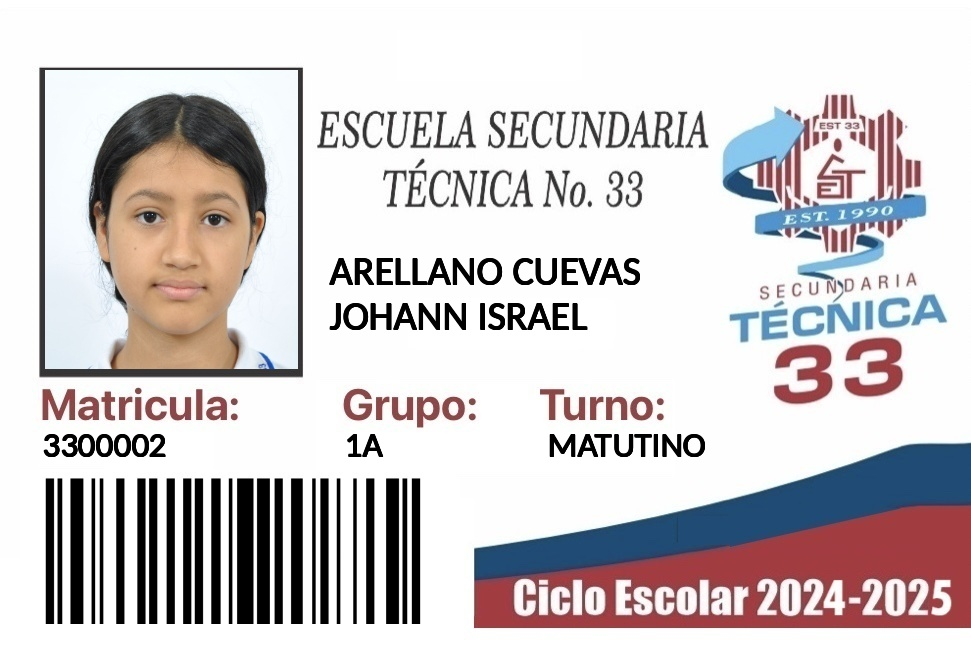 ESCUELA SECUNDARIA
TÉCNICA No. 33
EST 33
EST. 1990
SECUNDARIA
TÉCNICA
33
ARELLANO CUEVAS
JOHANN ISRAEL
Matricula: Grupo: Turno:
3300002 1A MATUTINO
Ciclo Escolar 2024-2025